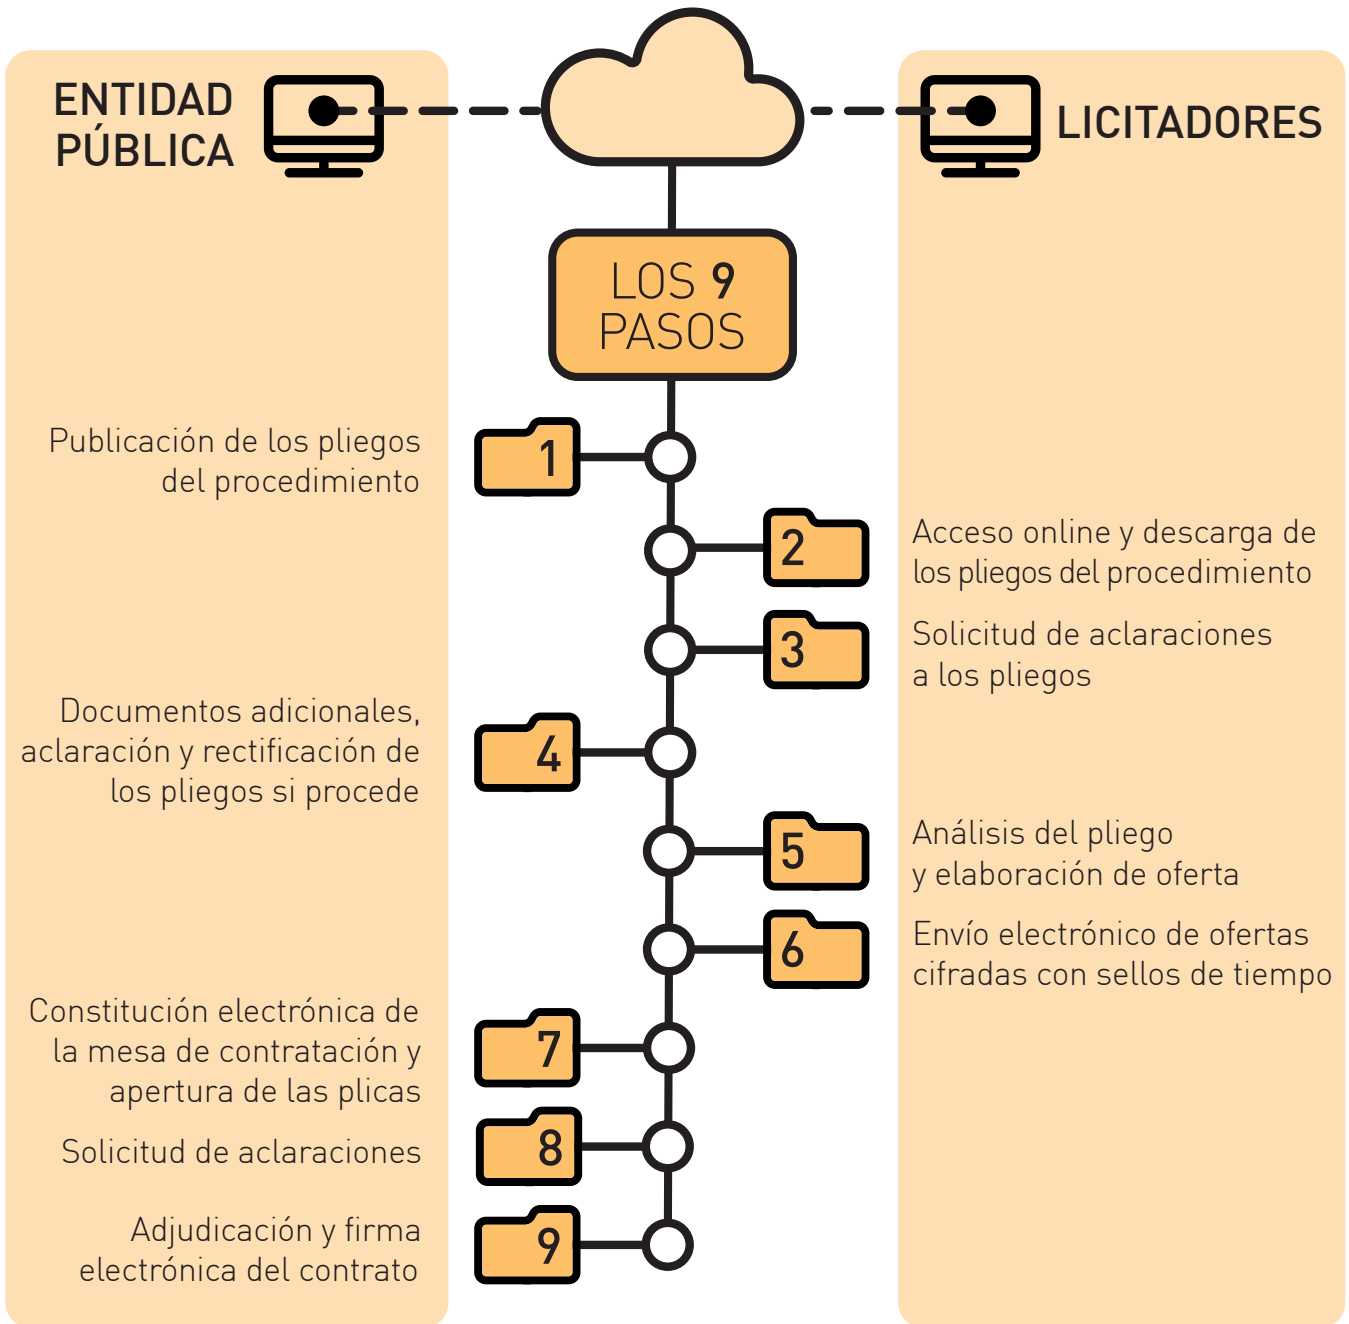 ENTIDAD
PÚBLICA
LICITADORES
LOS 9
PASOS
Publicación de los pliegos
del procedimiento
1
2
Acceso online y descarga de
los pliegos del procedimiento
3
Solicitud de aclaraciones
a los pliegos
Documentos adicionales,
aclaración y rectificación de
los pliegos si procede
4
5
Análisis del pliego
y elaboración de oferta
6
Envío electrónico de ofertas
cifradas con sellos de tiempo
Constitución electrónica de
la mesa de contratación y
apertura de las plicas
7
Solicitud de aclaraciones
8
Adjudicación y firma
electrónica del contrato
9